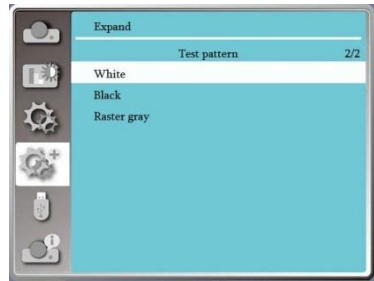 Expand
Test pattern 2/2
White
Black
Raster gray